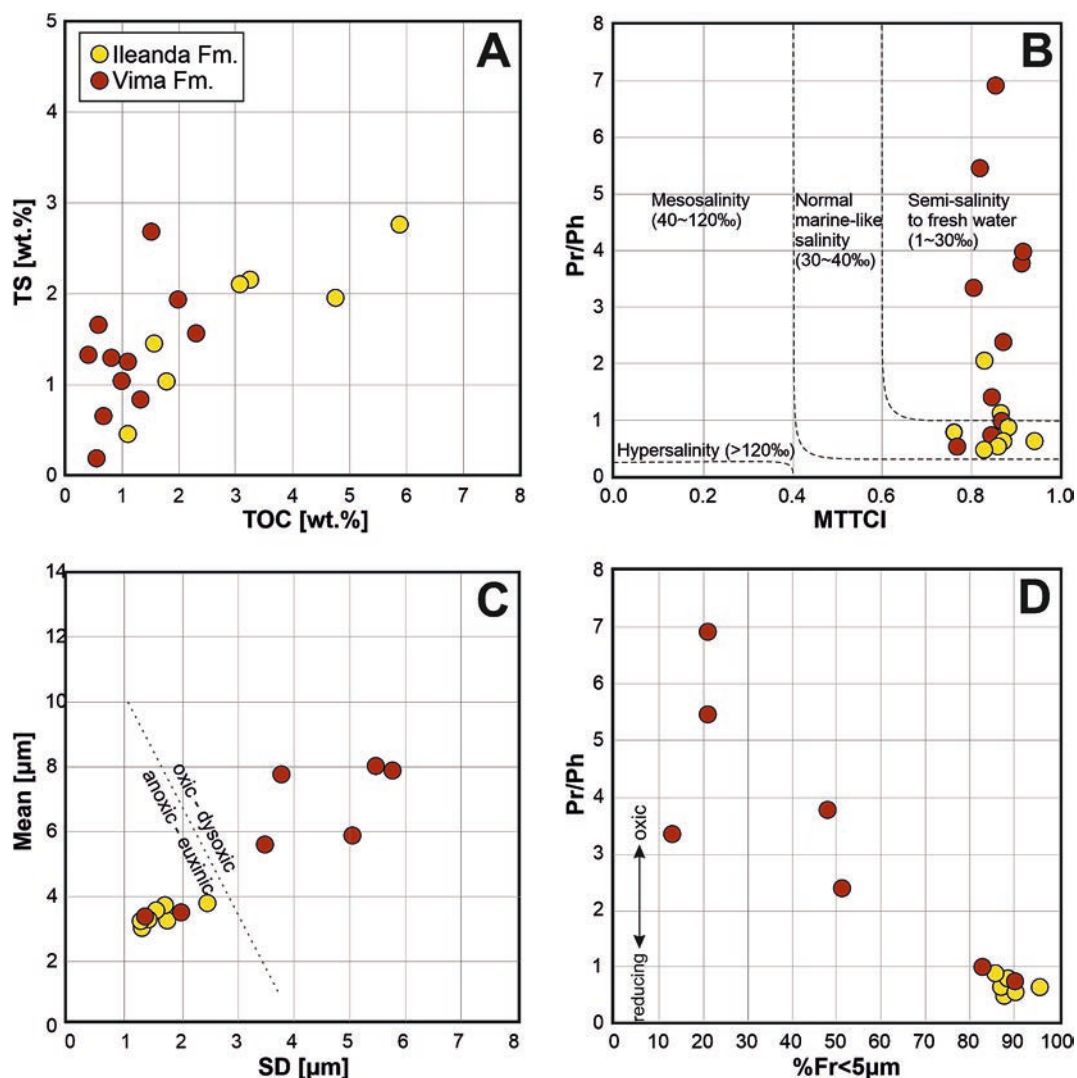 A
Ileanda Fm.
Vima Fm.
TS [wt.%]
5
4
3
2
1
0
0 1 2 3 4 5 6 7 8
TOC [wt.%]
B
Pr/Ph
8
7
6
5
4
3
2
1
0
Mesosalinity
(40~120‰)
Normal
marine-like
salinity
(30~40‰)
Semi-salinity
to fresh water
(1~30‰)
Hypersalinity (>120‰)
0.0 0.2 0.4 0.6 0.8 1.0
MTTCI
C
Mean [µm]
14
12
10
8
6
4
2
0
oxic - dysoxic
anoxic - euxinic
0 1 2 3 4 5 6 7 8
SD [µm]
D
Pr/Ph
8
7
6
5
4
3
2
1
0
oxic
reducing
0 10 20 30 40 50 60 70 80 90 100
%Fr<5µm